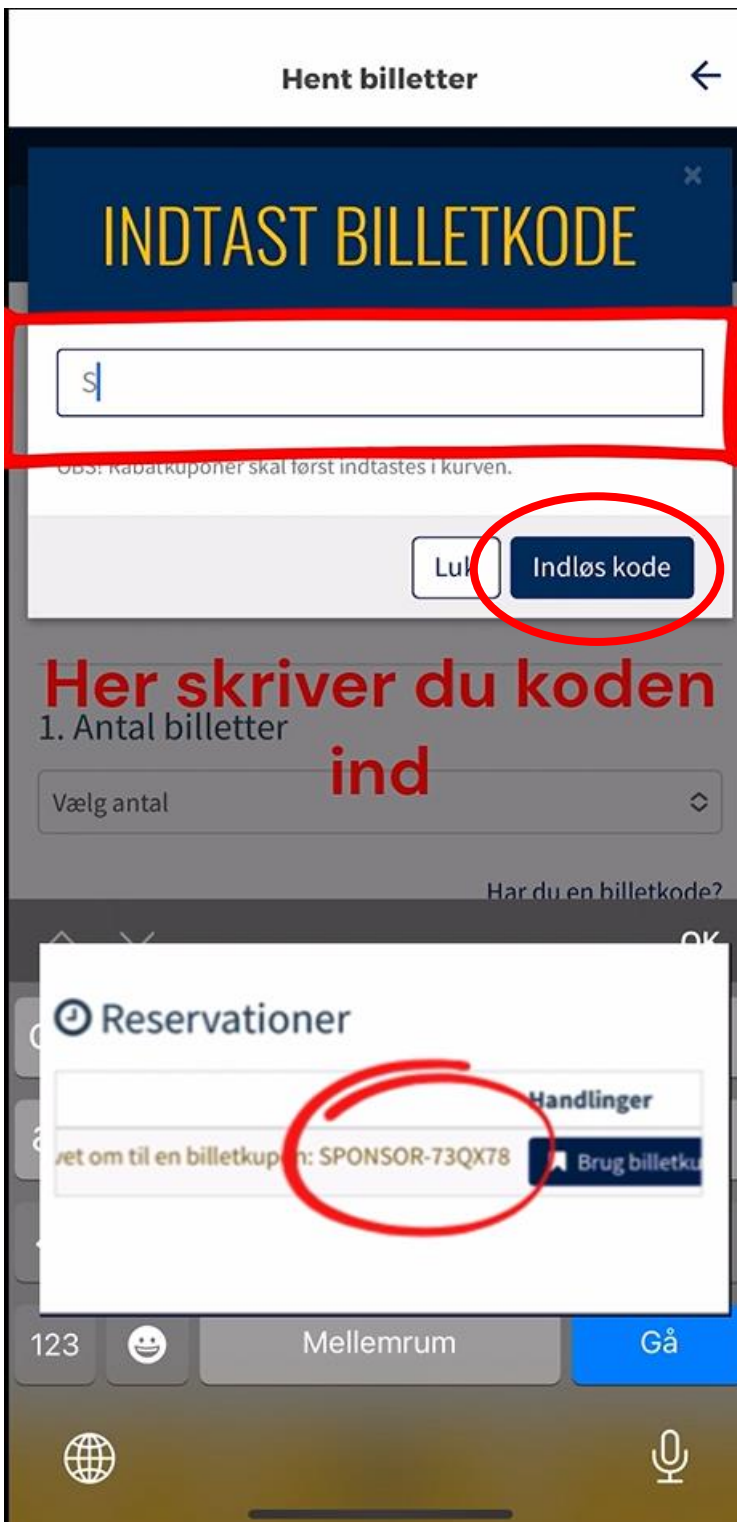 Hent billetter
INDTAST BILLETKODE
S
OBS! Rabatkuponer skal først indtastes i kurven.
Luk
Indløs kode
Her skriver du koden
ind
1. Antal billetter
Vælg antal
Har du en billetkode?
OK
Reservationer
Handlinger
vet om til en billetkupon: SPONSOR-73QX78
Brug billetku
123
Mellemrum
Gå